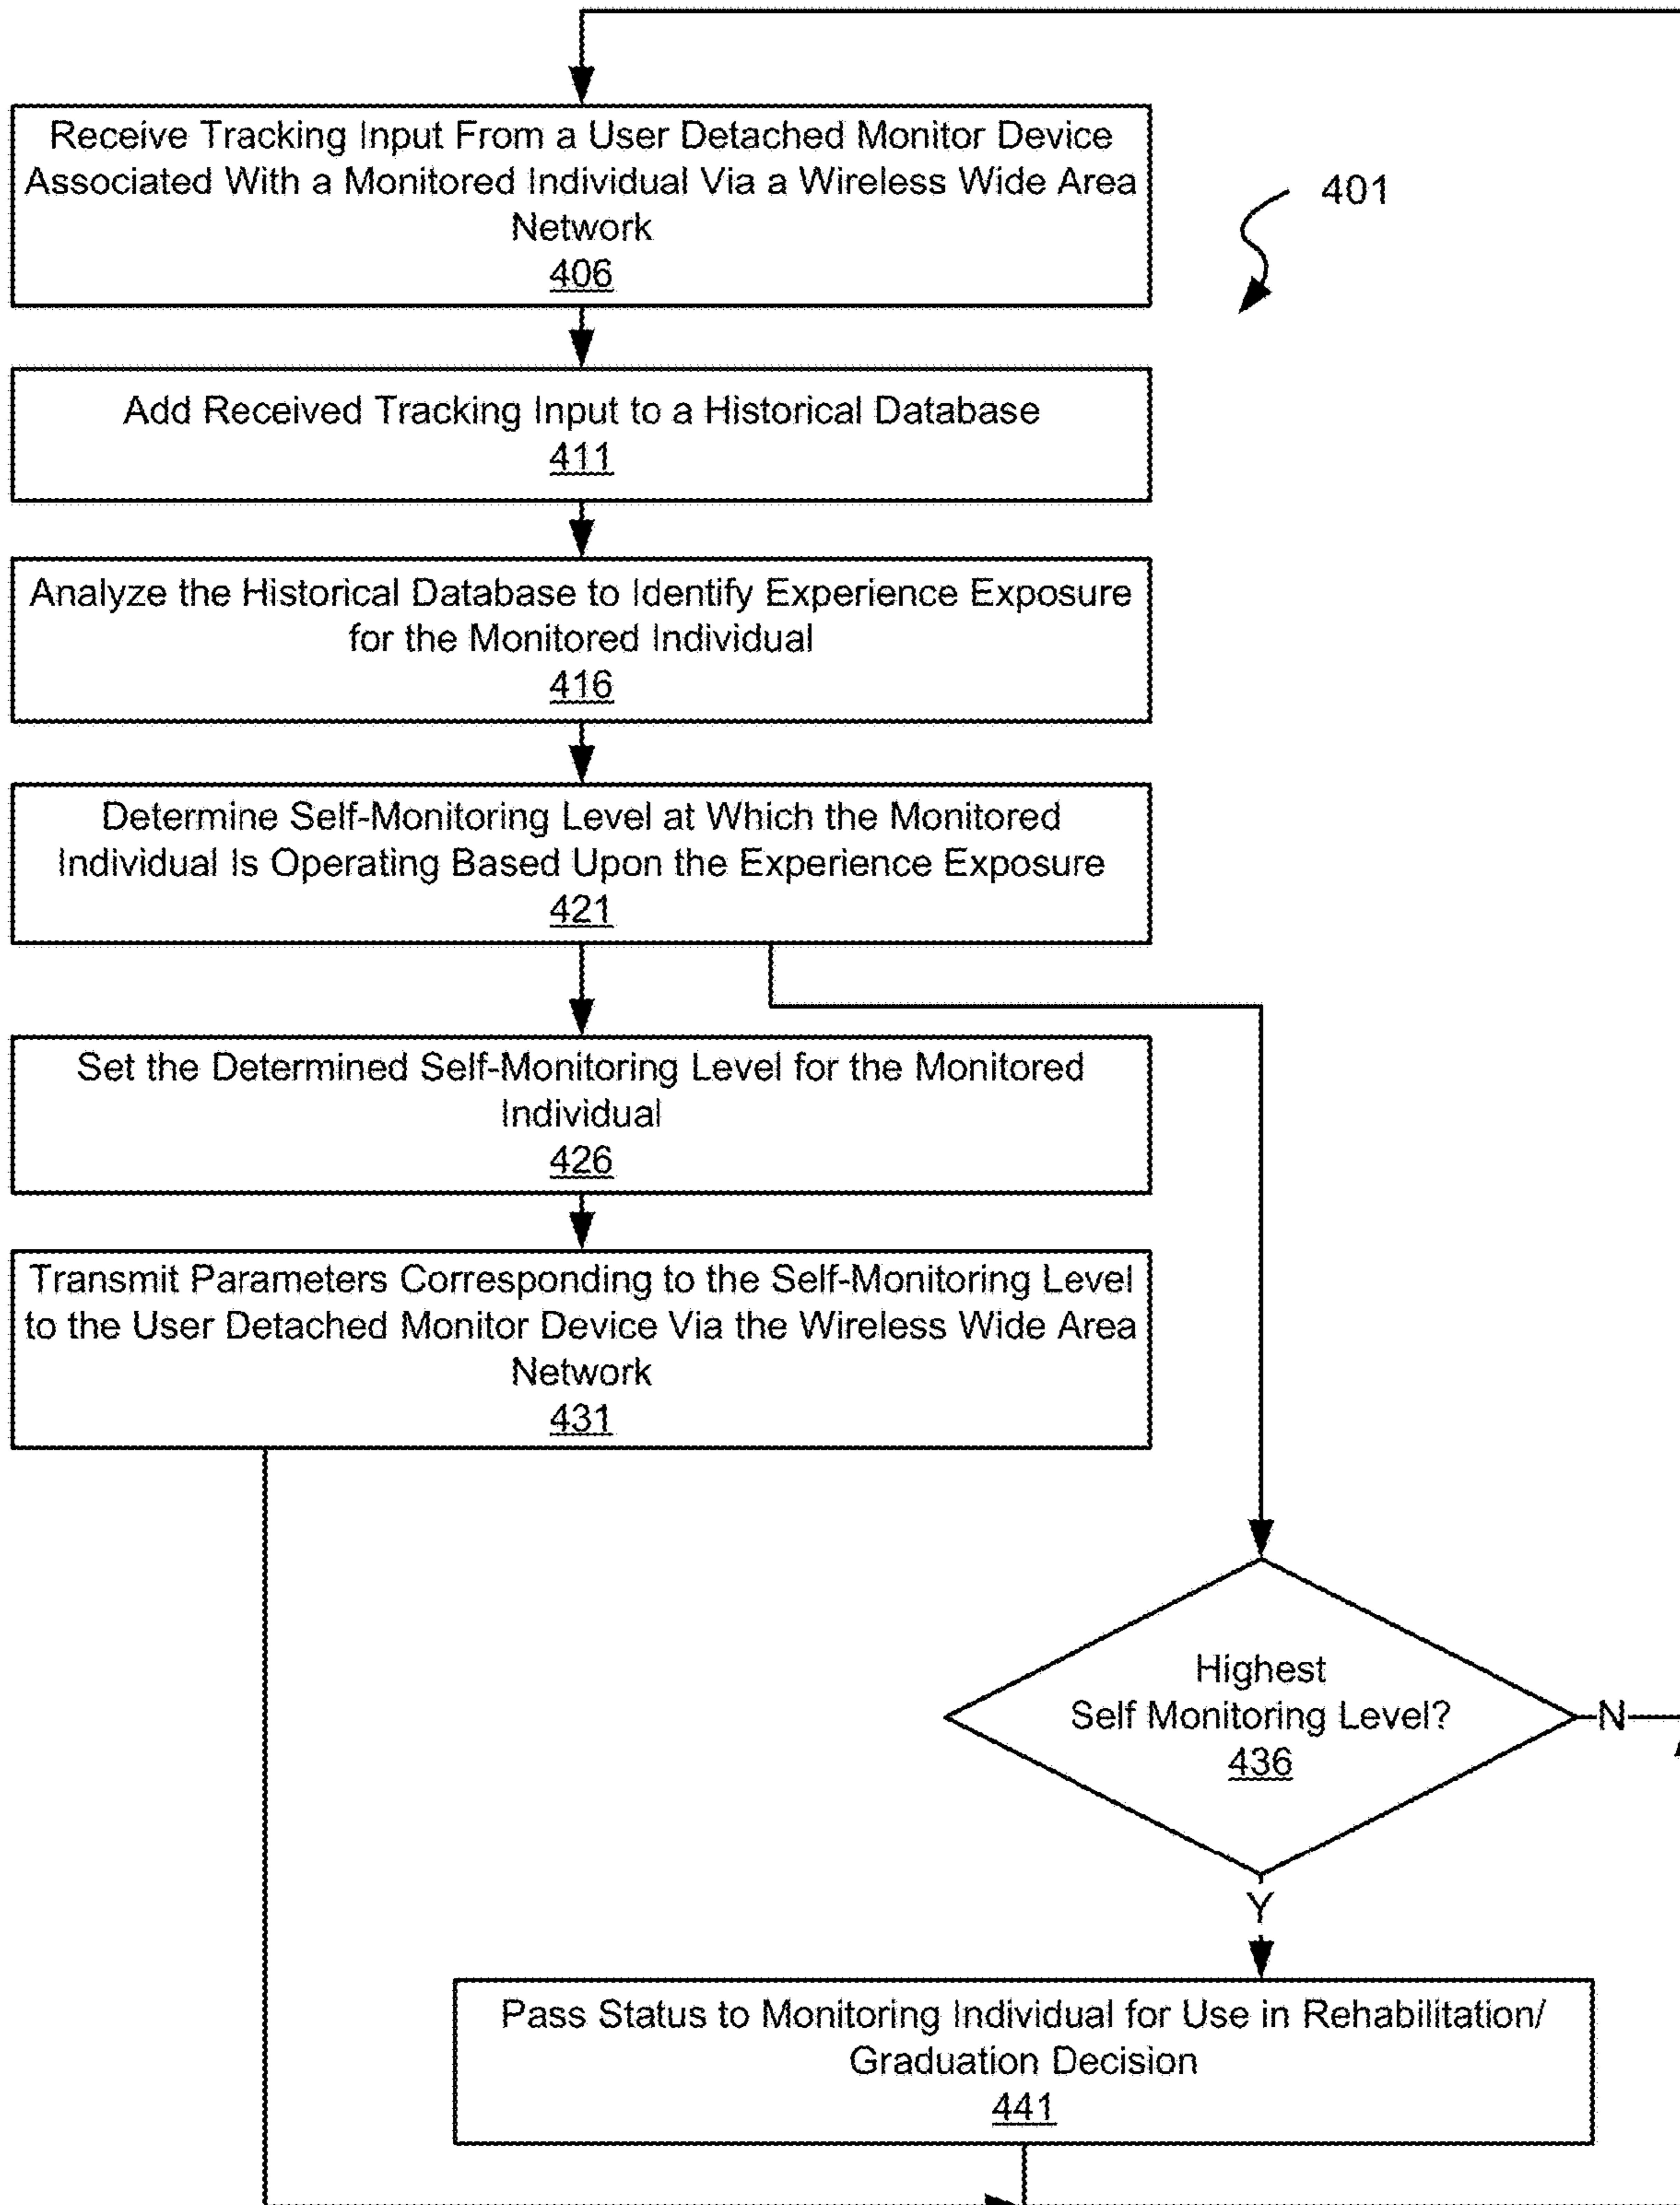 Receive Tracking Input From a User Detached Monitor Device
Associated With a Monitored Individual Via a Wireless Wide Area
Network
406
401
Add Received Tracking Input to a Historical Database
411
Analyze the Historical Database to Identify Experience Exposure
for the Monitored Individual
416
Determine Self-Monitoring Level at Which the Monitored
Individual Is Operating Based Upon the Experience Exposure
421
Set the Determined Self-Monitoring Level for the Monitored
Individual
426
Transmit Parameters Corresponding to the Self-Monitoring Level
to the User Detached Monitor Device Via the Wireless Wide Area
Network
431
Highest
Self Monitoring Level?
436
N
Y
Pass Status to Monitoring Individual for Use in Rehabilitation/
Graduation Decision
441